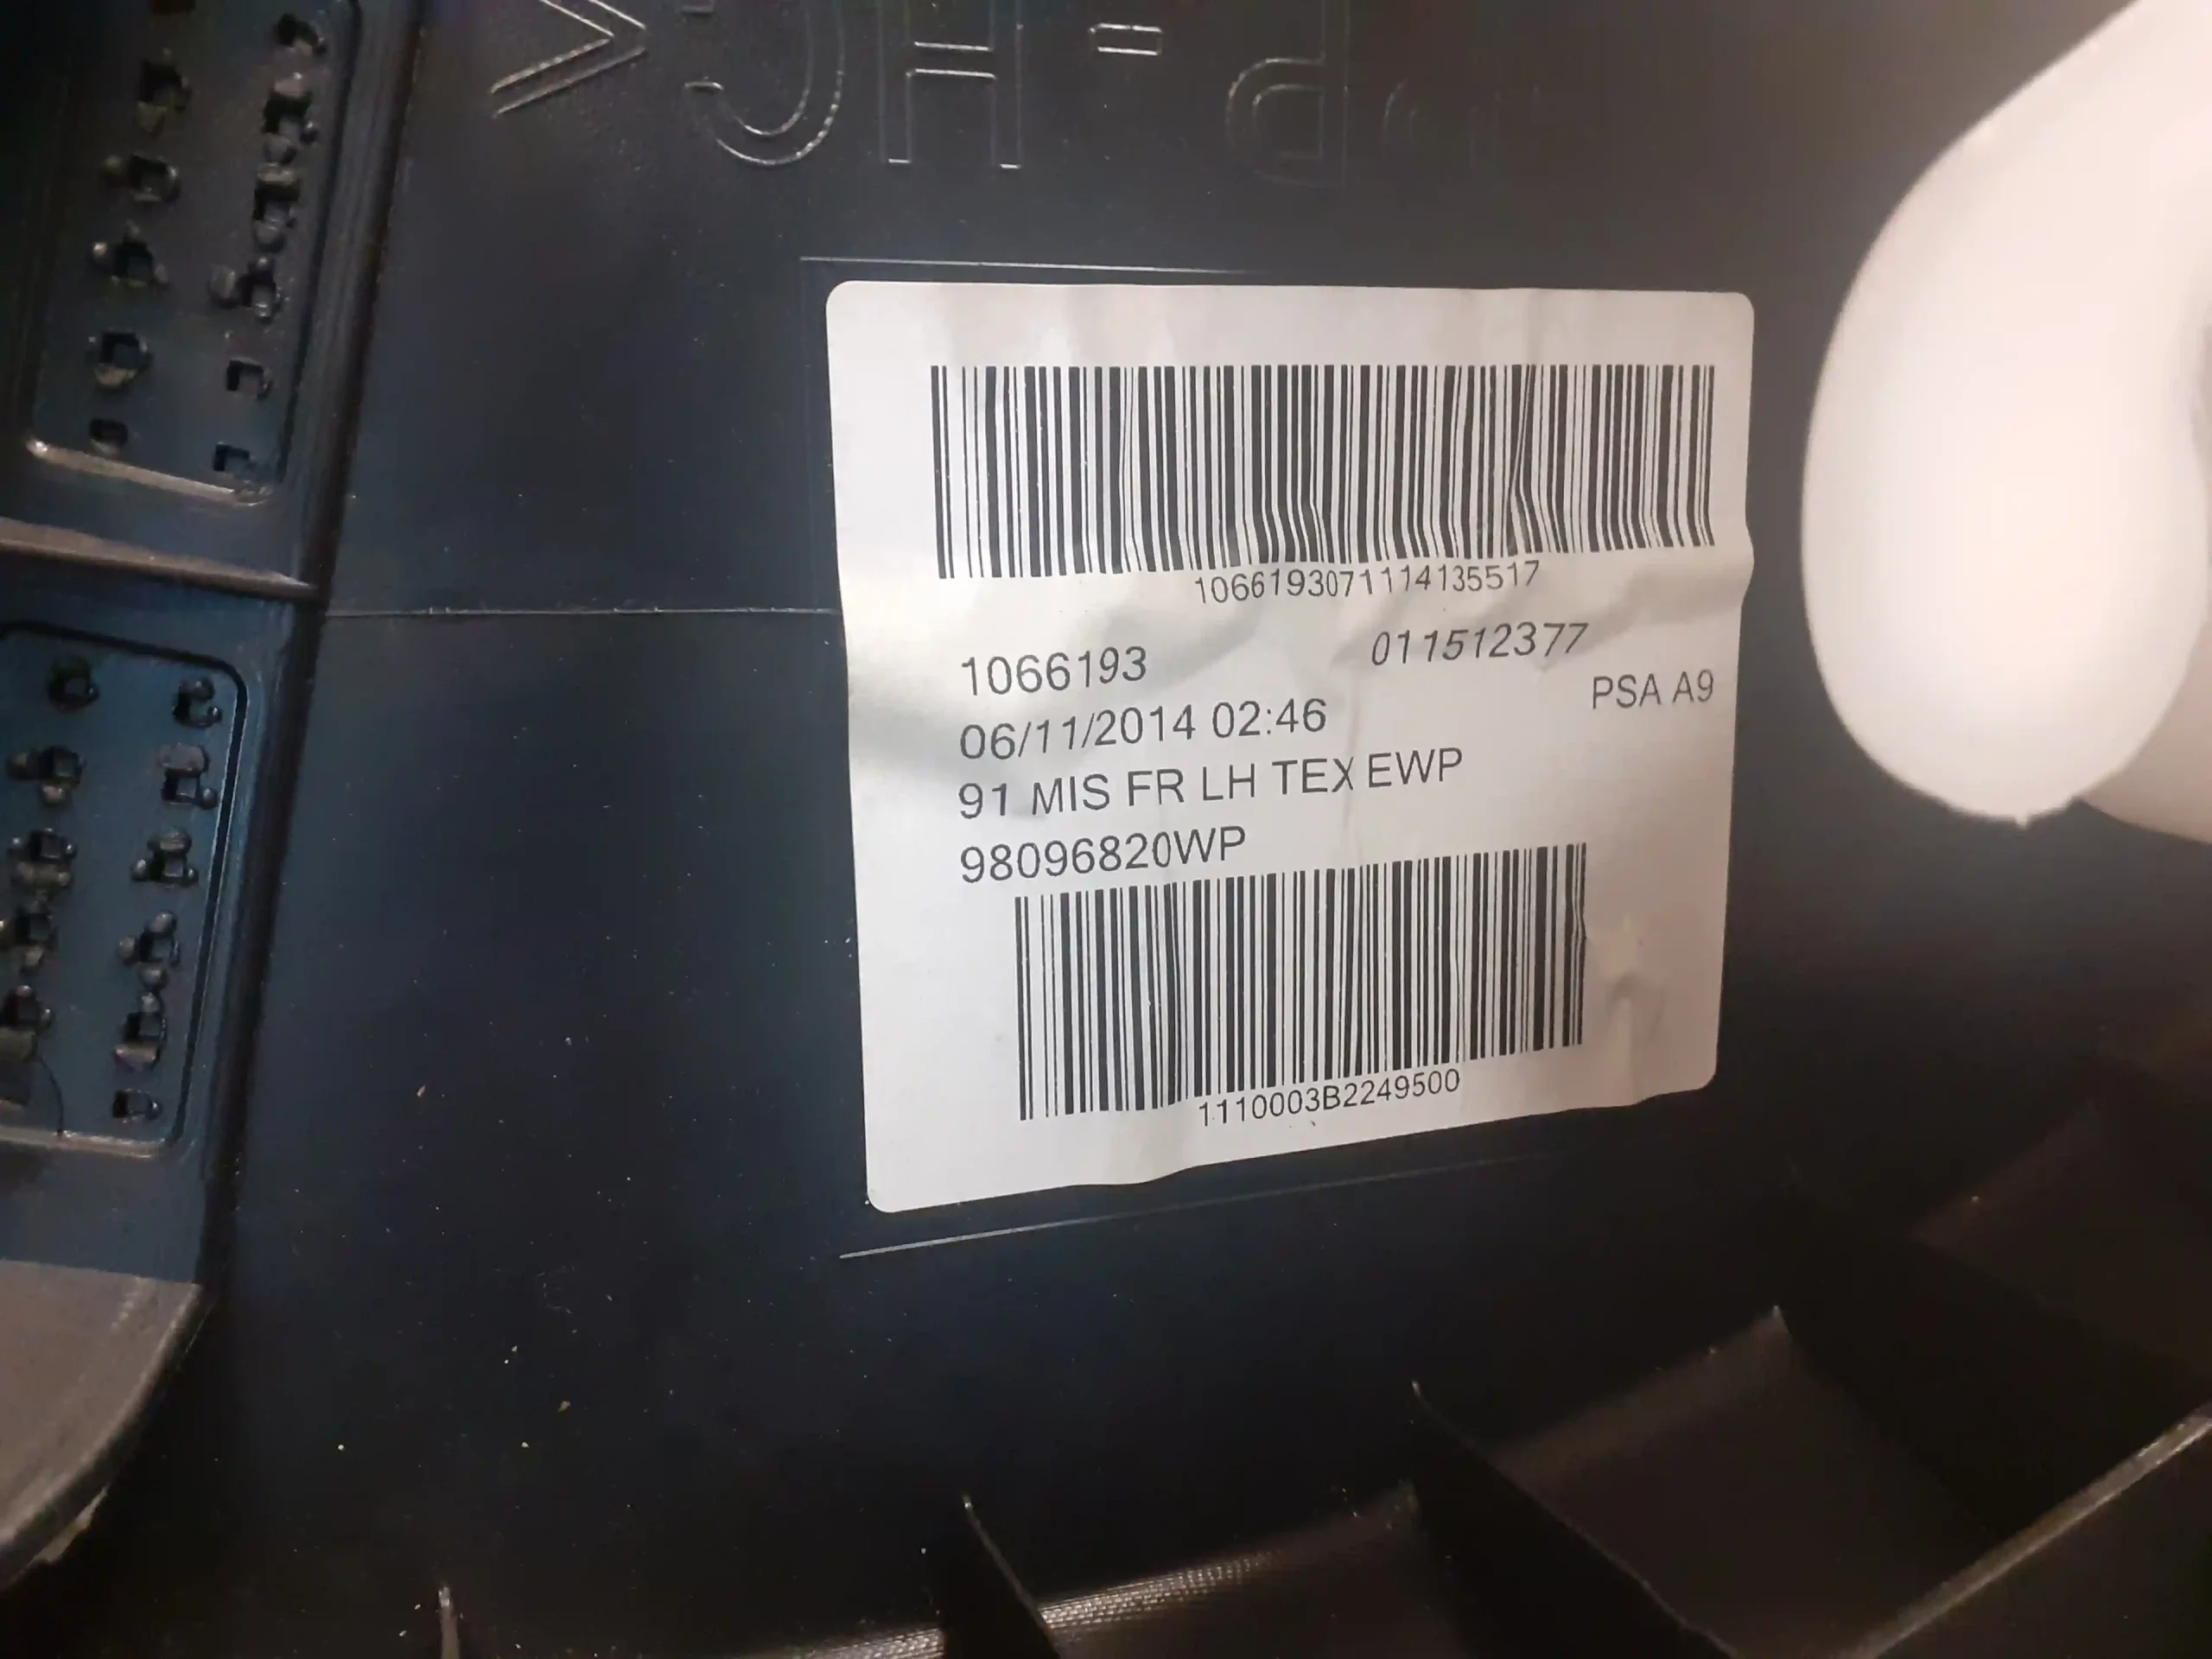 1066193071114135517
1066193 011512377
06/11/2014 02:46 PSA A9
91 MIS FR LH TEX EWP
98096820WP
1110003B2249500